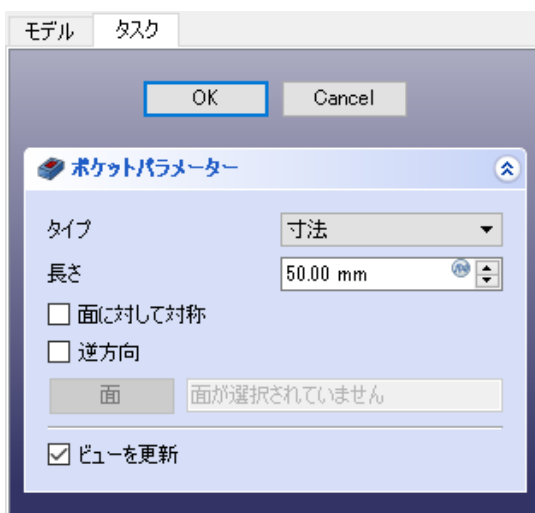 モデル タスク
OK Cancel
ポケットパラメーター
タイプ 寸法
長さ 50.00 mm
面に対して対称
逆方向
面 面が選択されていません
ビューを更新